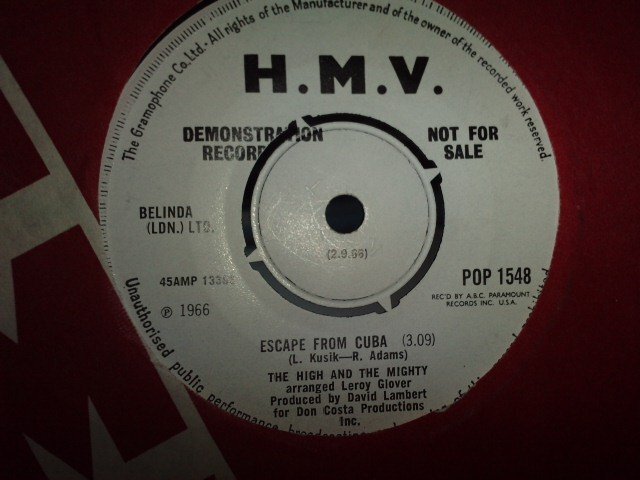 The Gramophone Co. Ltd.-All rights of the Manufacturer and of the owner of the recorded work reserved.
H.M.V.
DEMONSTRATION
RECORD
NOT FOR
SALE
BELINDA
(LDN.) LTD.
(2.9.66)
45AMP
POP 1548
REC'D BY A.B.C. PARAMOUNT
RECORDS INC. U.S.A.
℗ 1966
ESCAPE FROM CUBA (3.09)
(L. Kusik—R. Adams)
THE HIGH AND THE MIGHTY
arranged Leroy Glover
Produced by David Lambert
for Don Costa Productions
Inc.
Unauthorised public performance broadcasting